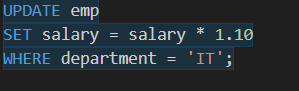 UPDATE emp
SET salary = salary * 1.10
WHERE department = 'IT';